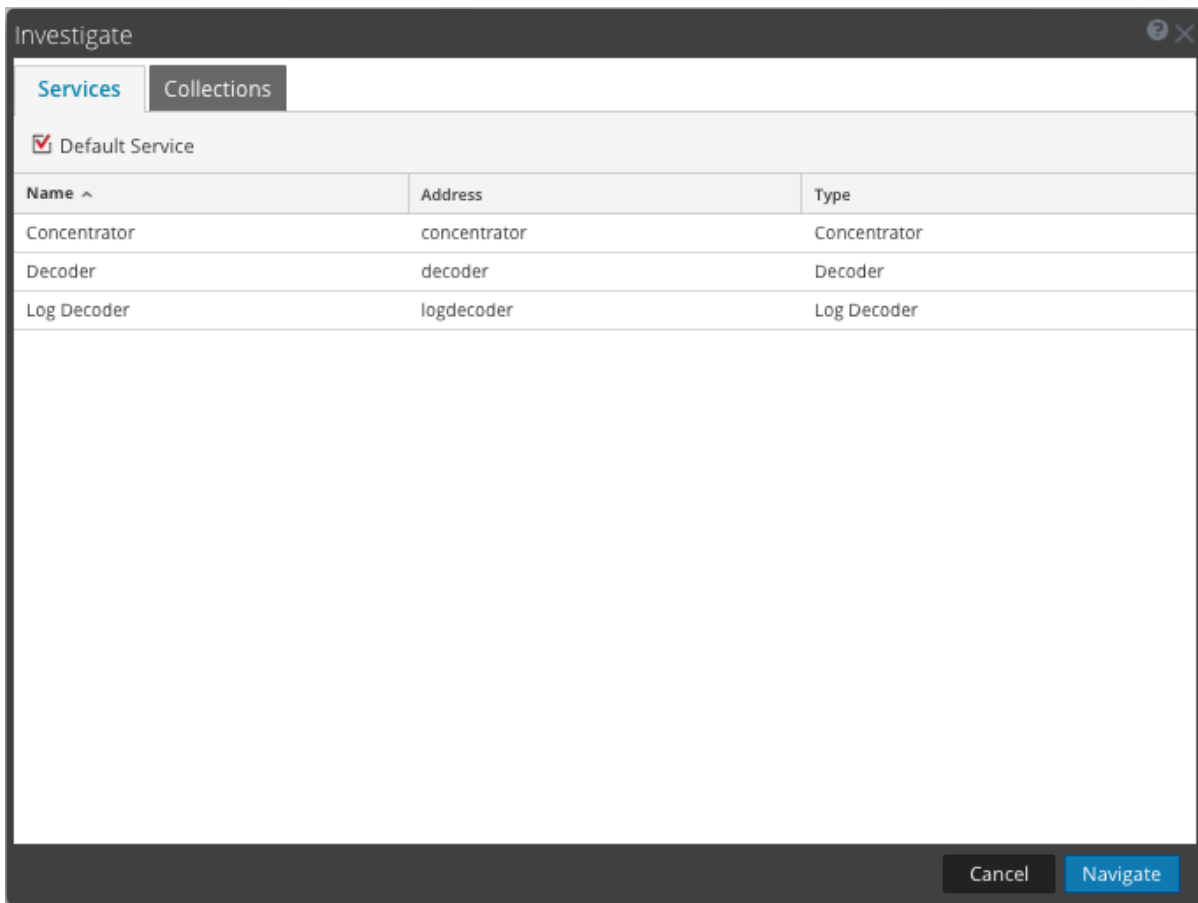 Investigate
Services Collections
Default Service
Name Address Type
Concentrator concentrator Concentrator
Decoder decoder Decoder
Log Decoder logdecoder Log Decoder
Cancel Navigate